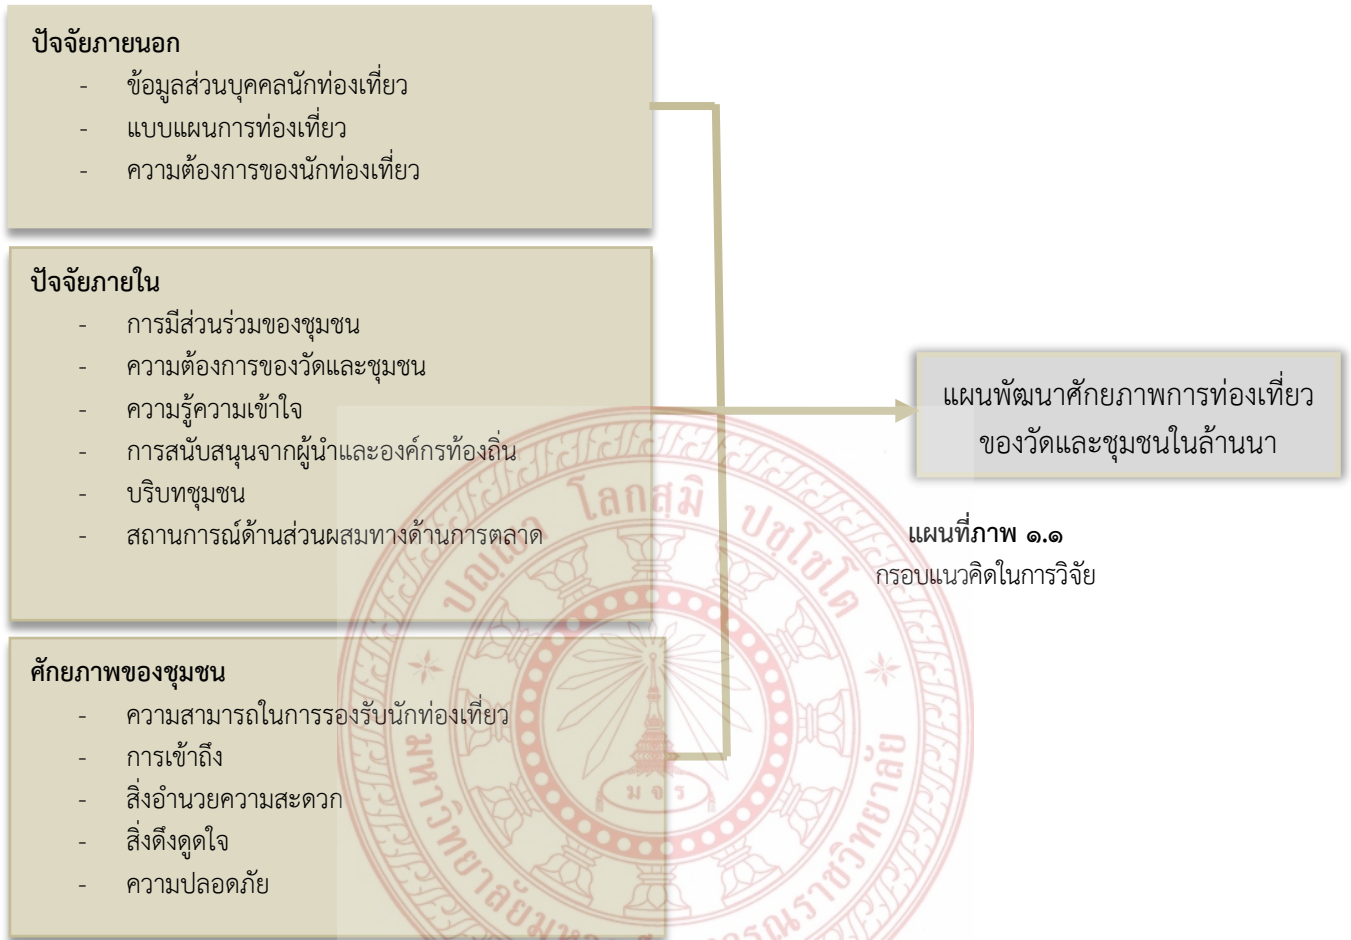 ปัจจัยภายนอก
- ข้อมูลส่วนบุคคลนักท่องเที่ยว
- แบบแผนการท่องเที่ยว
- ความต้องการของนักท่องเที่ยว
ปัจจัยภายใน
- การมีส่วนร่วมของชุมชน
- ความต้องการของวัดและชุมชน
- ความรู้ความเข้าใจ
- การสนับสนุนจากผู้นำและองค์กรท้องถิ่น
- บริบทชุมชน
- สถานการณ์ด้านส่วนผสมทางด้านการตลาด
ศักยภาพของชุมชน
- ความสามารถในการรองรับนักท่องเที่ยว
- การเข้าถึง
- สิ่งอำนวยความสะดวก
- สิ่งดึงดูดใจ
- ความปลอดภัย
แผนพัฒนาศักยภาพการท่องเที่ยว
ของวัดและชุมชนในล้านนา
แผนที่ภาพ ๑.๑
กรอบแนวคิดในการวิจัย
ปญฺญา โลกสฺมิ ปชฺโชโต
ม จ ร